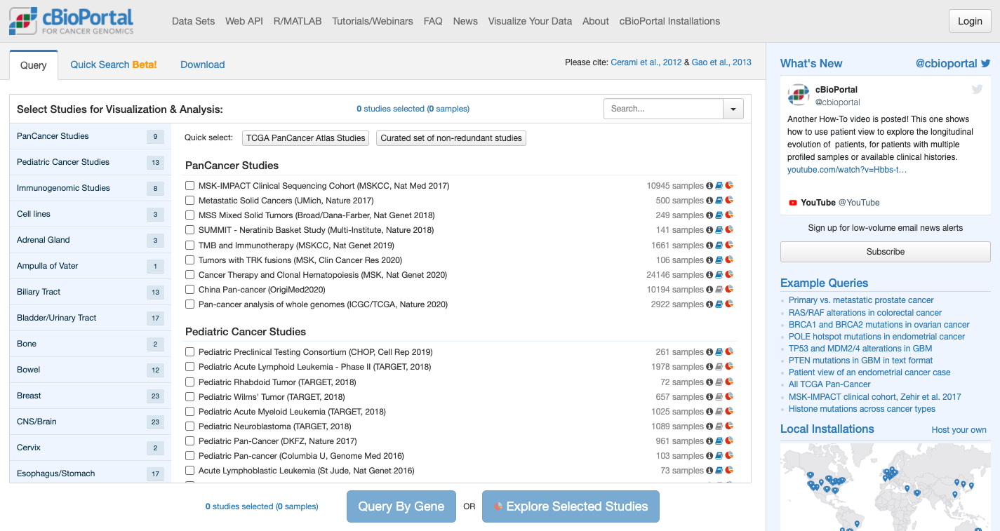 cBioPortal
FOR CANCER GENOMICS
Data Sets Web API R/MATLAB Tutorials/Webinars FAQ News Visualize Your Data About cBioPortal Installations
Login
Query
Quick Search Beta!
Download
Please cite: Cerami et al., 2012 & Gao et al., 2013
Select Studies for Visualization & Analysis:
0 studies selected (0 samples)
Search...
PanCancer Studies 9
Pediatric Cancer Studies 13
Immunogenomic Studies 8
Cell lines 3
Adrenal Gland 3
Ampulla of Vater 1
Biliary Tract 13
Bladder/Urinary Tract 17
Bone 2
Bowel 12
Breast 23
CNS/Brain 23
Cervix 2
Esophagus/Stomach 17
Quick select: TCGA PanCancer Atlas Studies Curated set of non-redundant studies
PanCancer Studies
MSK-IMPACT Clinical Sequencing Cohort (MSKCC, Nat Med 2017) 10945 samples
Metastatic Solid Cancers (UMich, Nature 2017) 500 samples
MSS Mixed Solid Tumors (Broad/Dana-Farber, Nat Genet 2018) 249 samples
SUMMIT - Neratinib Basket Study (Multi-Institute, Nature 2018) 141 samples
TMB and Immunotherapy (MSKCC, Nat Genet 2019) 1661 samples
Tumors with TRK fusions (MSK, Clin Cancer Res 2020) 106 samples
Cancer Therapy and Clonal Hematopoiesis (MSK, Nat Genet 2020) 24146 samples
China Pan-cancer (OrigiMed2020) 10194 samples
Pan-cancer analysis of whole genomes (ICGC/TCGA, Nature 2020) 2922 samples
Pediatric Cancer Studies
Pediatric Preclinical Testing Consortium (CHOP, Cell Rep 2019) 261 samples
Pediatric Acute Lymphoid Leukemia - Phase II (TARGET, 2018) 1978 samples
Pediatric Rhabdoid Tumor (TARGET, 2018) 72 samples
Pediatric Wilms' Tumor (TARGET, 2018) 657 samples
Pediatric Acute Myeloid Leukemia (TARGET, 2018) 1025 samples
Pediatric Neuroblastoma (TARGET, 2018) 1089 samples
Pediatric Pan-Cancer (DKFZ, Nature 2017) 961 samples
Pediatric Pan-cancer (Columbia U, Genome Med 2016) 103 samples
Acute Lymphoblastic Leukemia (St Jude, Nat Genet 2016) 73 samples
0 studies selected (0 samples)
Query By Gene
OR
Explore Selected Studies
What's New
@cbioportal
cBioPortal
@cbioportal
Another How-To video is posted! This one shows
how to use patient view to explore the longitudinal
evolution of patients, for patients with multiple
profiled samples or available clinical histories.
youtube.com/watch?v=Hbbs-t…
YouTube @YouTube
Sign up for low-volume email news alerts
Subscribe
Example Queries
Primary vs. metastatic prostate cancer
RAS/RAF alterations in colorectal cancer
BRCA1 and BRCA2 mutations in ovarian cancer
POLE hotspot mutations in endometrial cancer
TP53 and MDM2/4 alterations in GBM
PTEN mutations in GBM in text format
Patient view of an endometrial cancer case
All TCGA Pan-Cancer
MSK-IMPACT clinical cohort, Zehir et al. 2017
Histone mutations across cancer types
Local Installations
Host your own